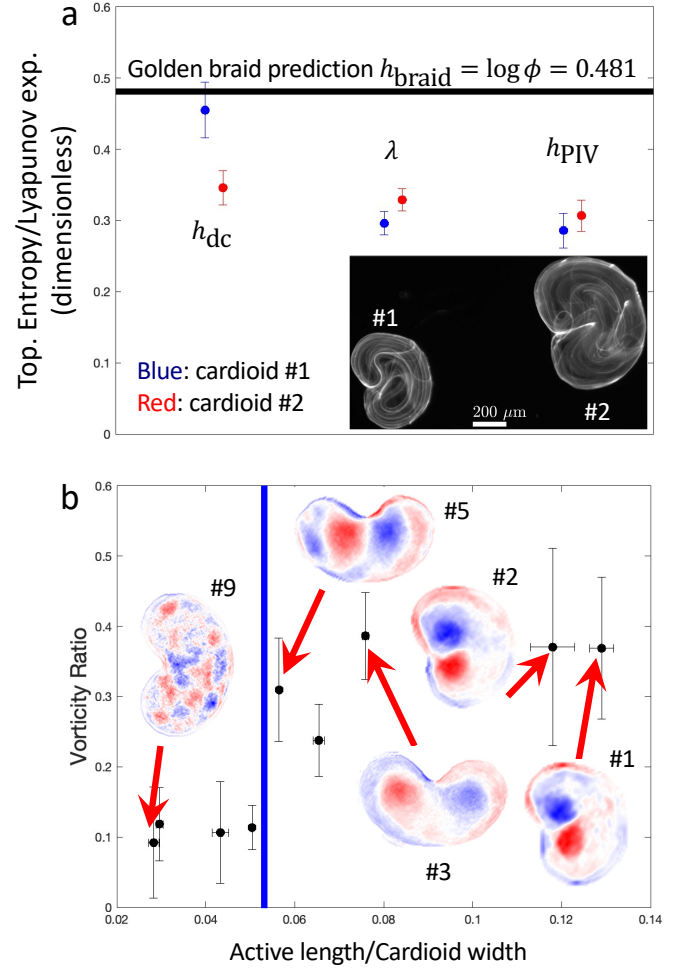 a
Top. Entropy/Lyapunov exp.
(dimensionless)
0.6
0.5
0.4
0.3
0.2
0.1
0
Golden braid prediction h_braid = log ϕ = 0.481
h_dc
λ
h_PIV
Blue: cardioid #1
Red: cardioid #2
#1
200 μm
#2
b
Vorticity Ratio
0.6
0.5
0.4
0.3
0.2
0.1
0
#9
#5
#2
#1
#3
0.02
0.04
0.06
0.08
0.1
0.12
0.14
Active length/Cardioid width